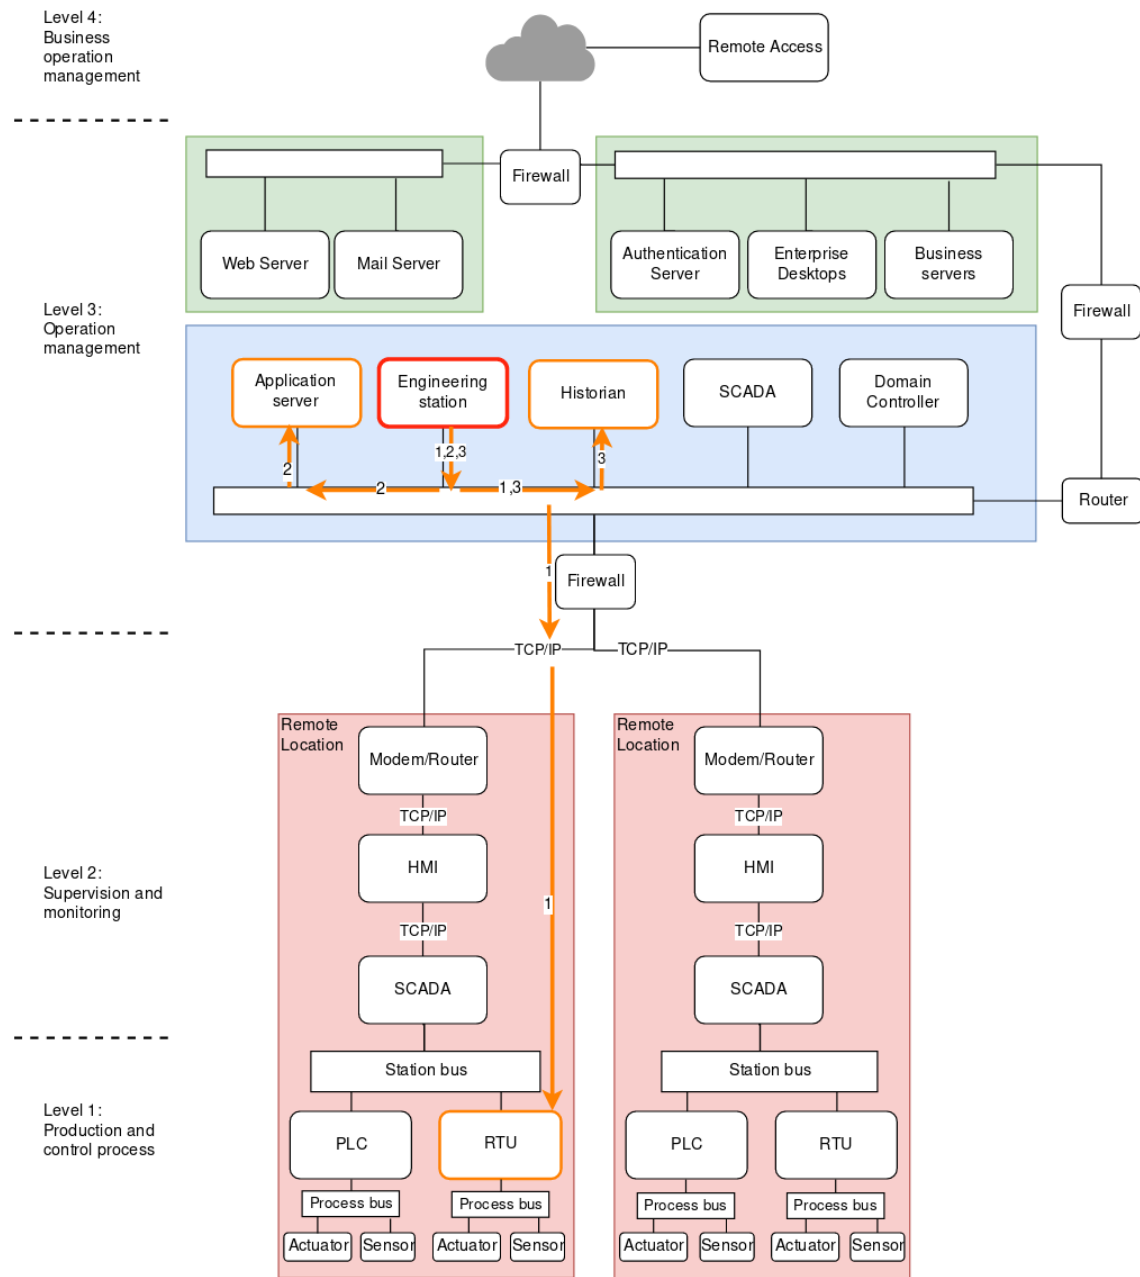 Level 4:
Business
operation
management
Remote Access
Firewall
Web Server
Mail Server
Authentication
Server
Enterprise
Desktops
Business
servers
Level 3:
Operation
management
Firewall
Application
server
Engineering
station
Historian
SCADA
Domain
Controller
1,2,3
2
3
2
1,3
Router
1
Firewall
TCP/IP
TCP/IP
Remote
Location
Modem/Router
Remote
Location
Modem/Router
TCP/IP
TCP/IP
HMI
HMI
Level 2:
Supervision and
monitoring
1
TCP/IP
TCP/IP
SCADA
SCADA
Station bus
Station bus
Level 1:
Production and
control process
PLC
RTU
PLC
RTU
Process bus
Process bus
Process bus
Process bus
Actuator
Sensor
Actuator
Sensor
Actuator
Sensor
Actuator
Sensor